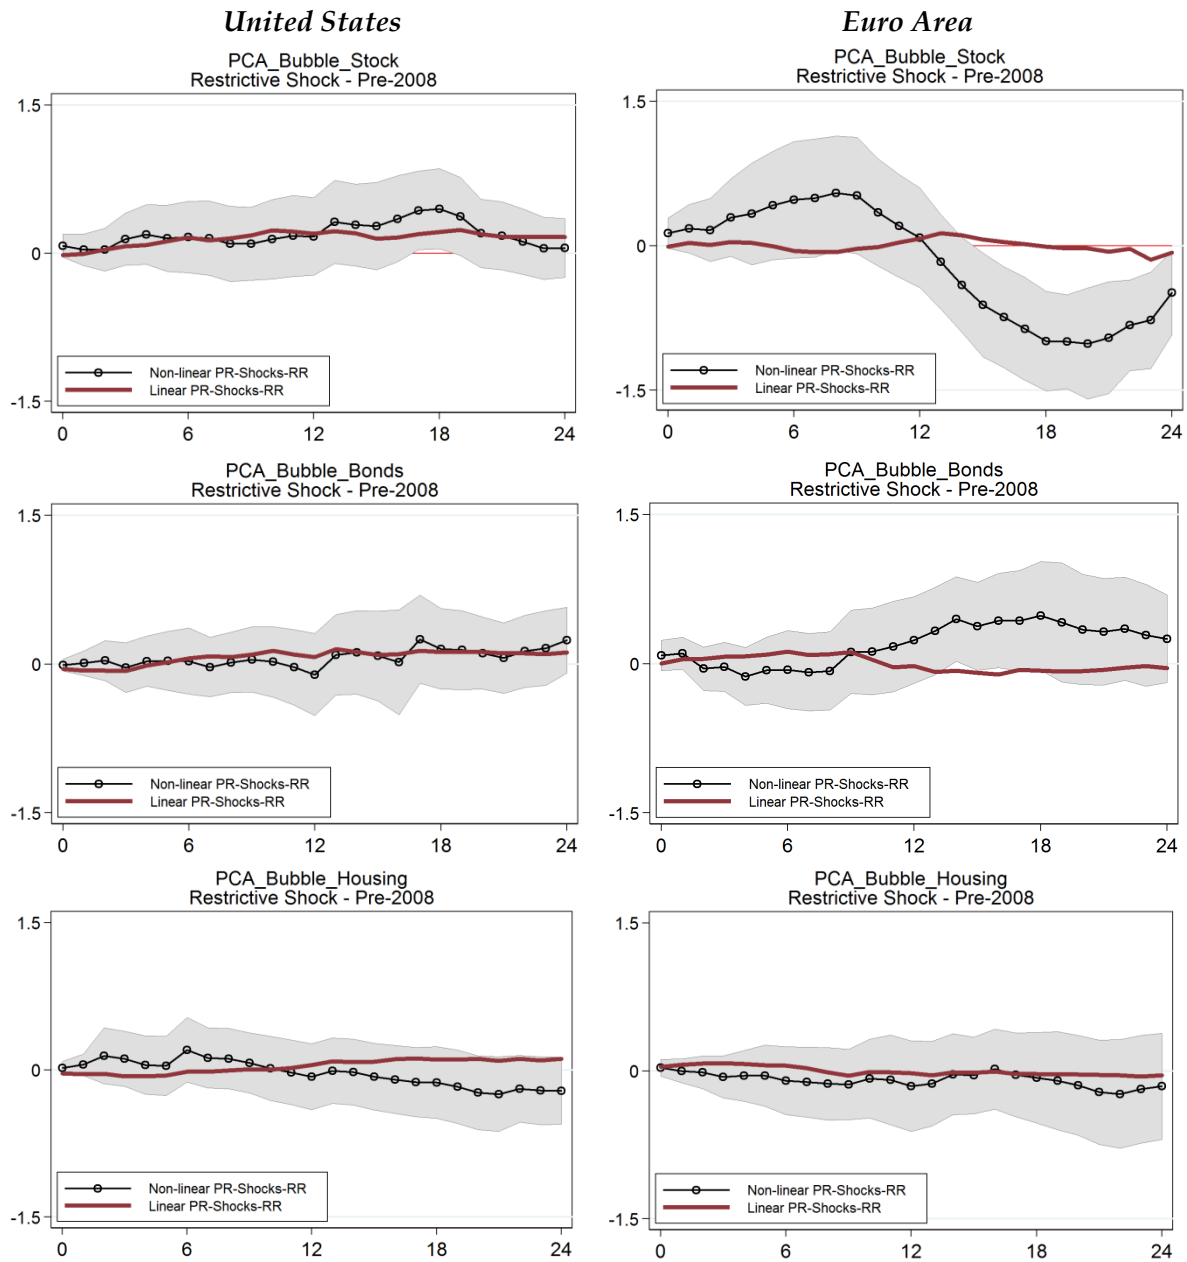 United States
Euro Area
PCA_Bubble_Stock
Restrictive Shock - Pre-2008
1.5
0
-1.5
Non-linear PR-Shocks-RR
Linear PR-Shocks-RR
0 6 12 18 24
PCA_Bubble_Stock
Restrictive Shock - Pre-2008
1.5
0
-1.5
Non-linear PR-Shocks-RR
Linear PR-Shocks-RR
0 6 12 18 24
PCA_Bubble_Bonds
Restrictive Shock - Pre-2008
1.5
0
-1.5
Non-linear PR-Shocks-RR
Linear PR-Shocks-RR
0 6 12 18 24
PCA_Bubble_Bonds
Restrictive Shock - Pre-2008
1.5
0
-1.5
Non-linear PR-Shocks-RR
Linear PR-Shocks-RR
0 6 12 18 24
PCA_Bubble_Housing
Restrictive Shock - Pre-2008
1.5
0
-1.5
Non-linear PR-Shocks-RR
Linear PR-Shocks-RR
0 6 12 18 24
PCA_Bubble_Housing
Restrictive Shock - Pre-2008
1.5
0
-1.5
Non-linear PR-Shocks-RR
Linear PR-Shocks-RR
0 6 12 18 24